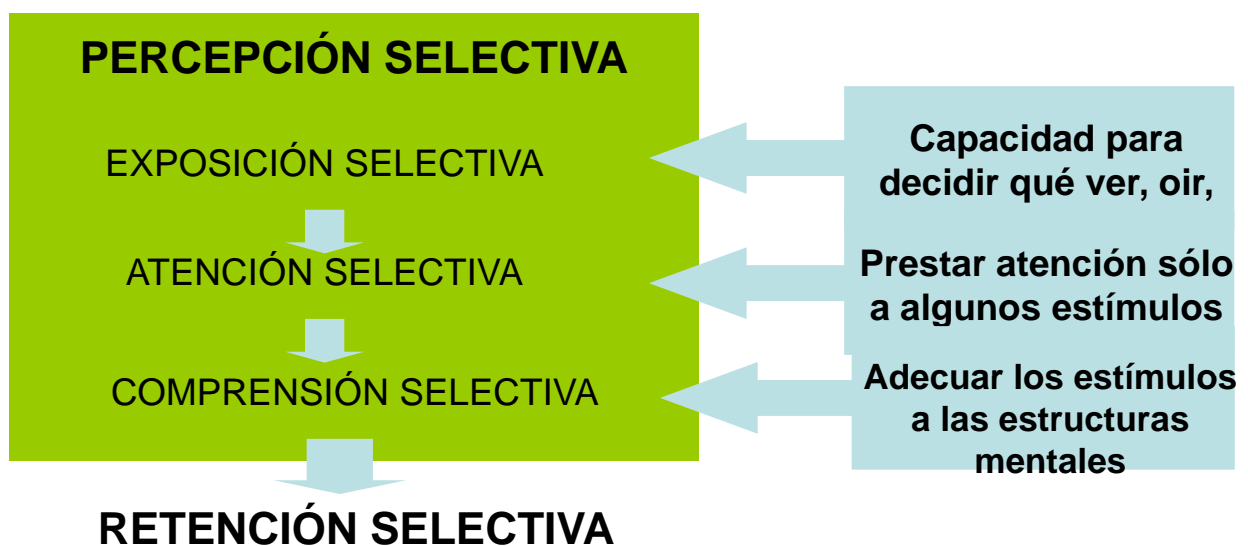 PERCEPCIÓN SELECTIVA
EXPOSICIÓN SELECTIVA
Capacidad para
decidir qué ver, oir,
ATENCIÓN SELECTIVA
Prestar atención sólo
a algunos estímulos
COMPRENSIÓN SELECTIVA
Adecuar los estímulos
a las estructuras
mentales
RETENCIÓN SELECTIVA